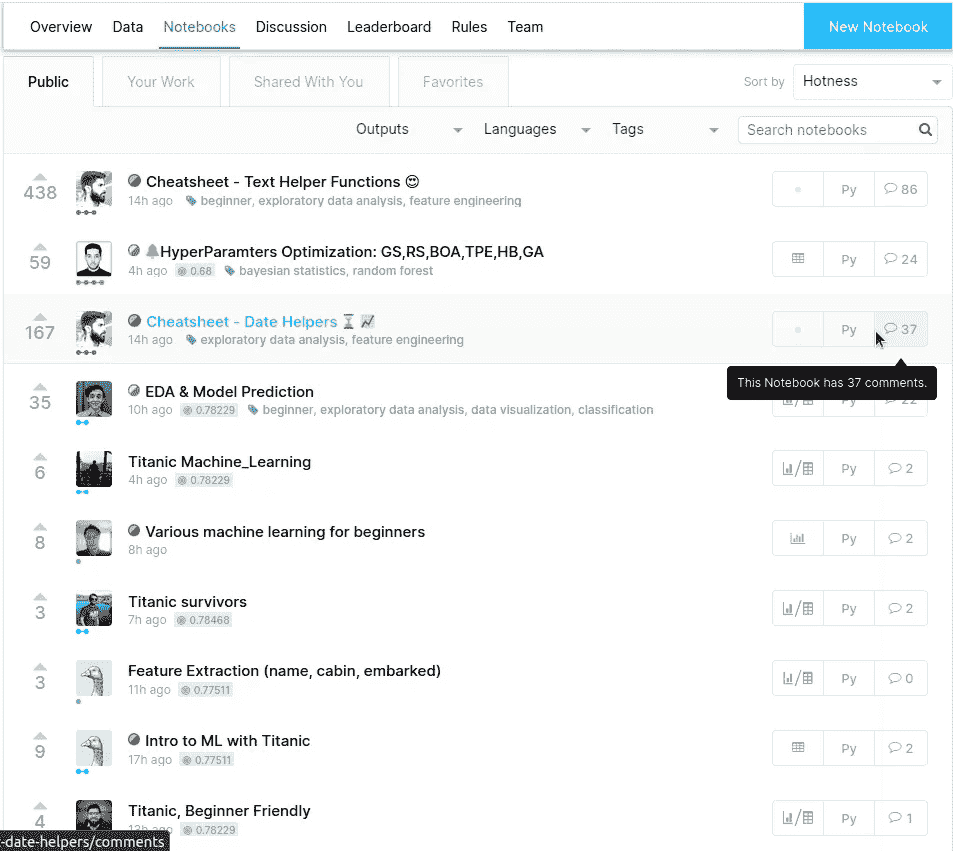 Overview Data Notebooks Discussion Leaderboard Rules Team New Notebook
Public Your Work Shared With You Favorites Sort by Hotness
Outputs Languages Tags Search notebooks
438 Cheatsheet - Text Helper Functions 😍 Py 86
14h ago beginner, exploratory data analysis, feature engineering
59 🔔HyperParamters Optimization: GS,RS,BOA,TPE,HB,GA Py 24
4h ago 0.68 bayesian statistics, random forest
167 Cheatsheet - Date Helpers ⏳ 📈 Py 37
14h ago exploratory data analysis, feature engineering
This Notebook has 37 comments.
35 EDA & Model Prediction Py 22
10h ago 0.78229 beginner, exploratory data analysis, data visualization, classification
6 Titanic Machine_Learning Py 2
4h ago 0.78229
8 Various machine learning for beginners Py 2
8h ago
3 Titanic survivors Py 2
7h ago 0.78468
3 Feature Extraction (name, cabin, embarked) Py 0
11h ago 0.77511
9 Intro to ML with Titanic Py 2
17h ago 0.77511
4 Titanic, Beginner Friendly Py 1
13h ago 0.78229
-date-helpers/comments